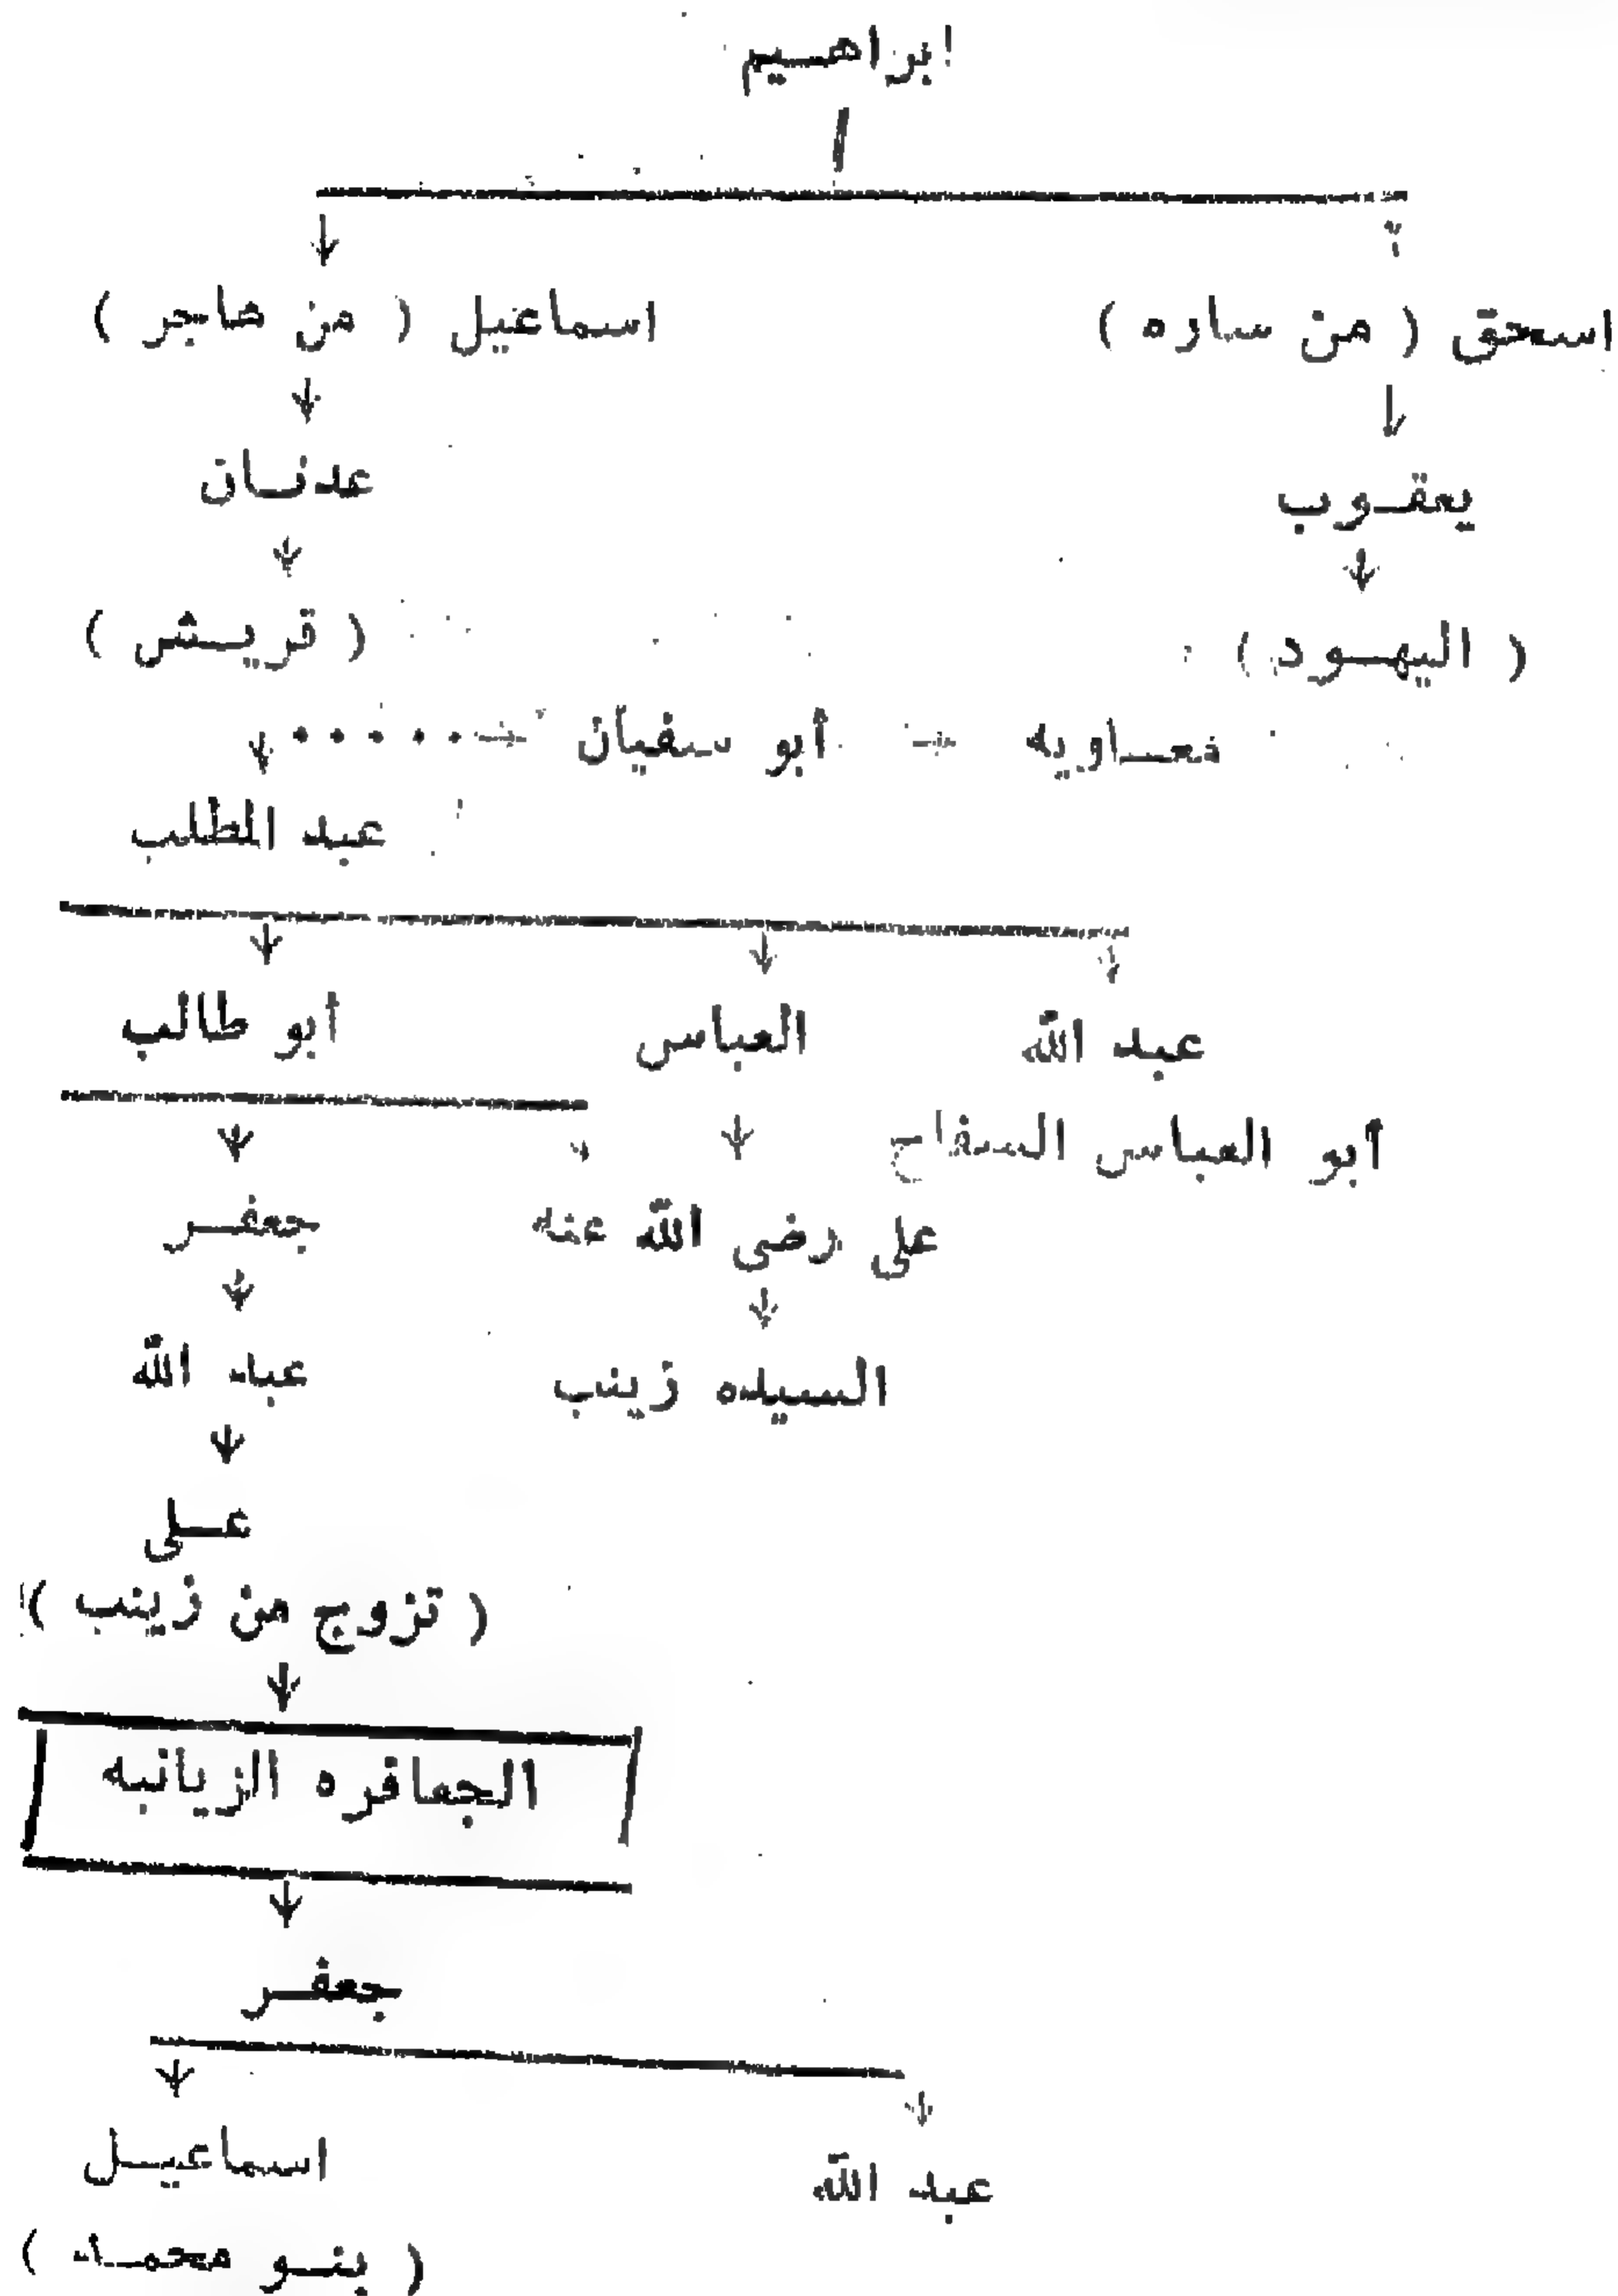 ابراهيم
اسحق ( من ساره ) اسماعيل ( من هاجر )
يعقوب عدنان
( اليهود ) ( قريش )
معاويه أبو سفيان
عبد المطلب
عبد الله العباس أبو طالب
أبو العباس السفاح
على رضى الله عنه جعفر
السيده زينب عبد الله
على
( تزوج من زينب )
الجعافره الزيانبه
جعفر
عبد الله اسماعيل
( بنو محمد )